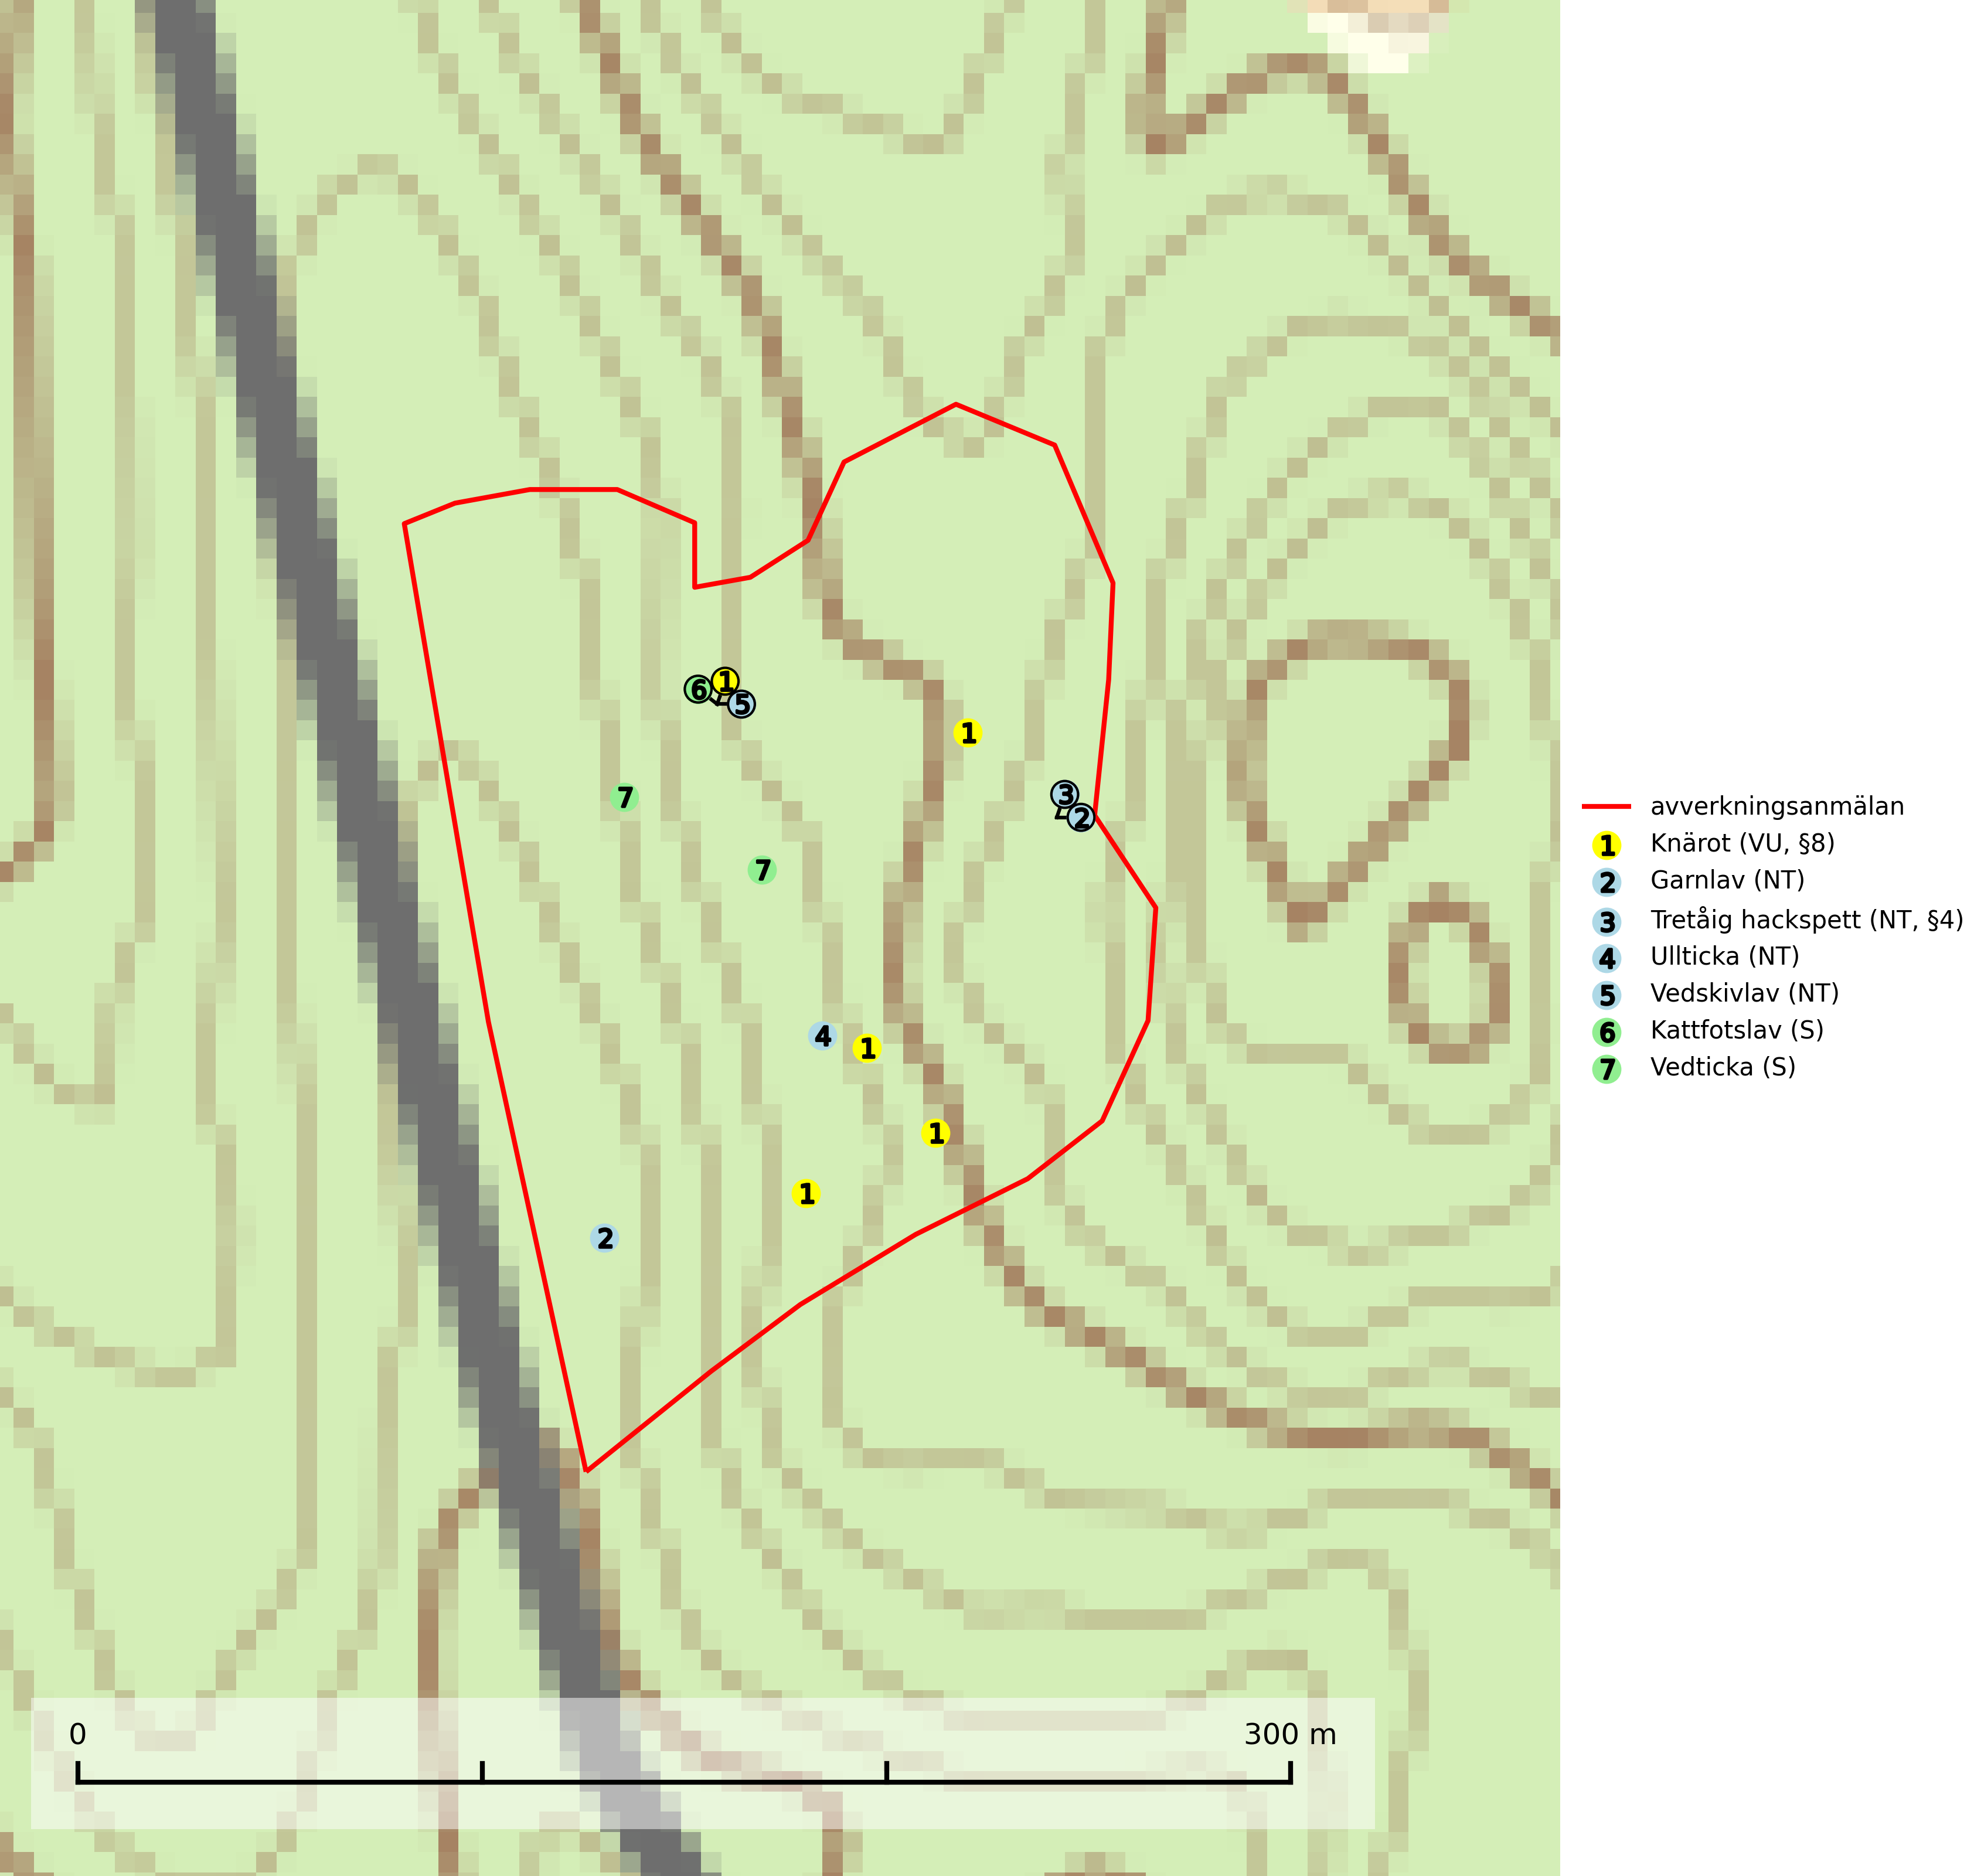 6 1
5
1
3
2
7
7
4 1
1
1
2
0 300 m
avverkningsanmälan
1 Knärot (VU, §8)
2 Garnlav (NT)
3 Tretåig hackspett (NT, §4)
4 Ullticka (NT)
5 Vedskivlav (NT)
6 Kattfotslav (S)
7 Vedticka (S)